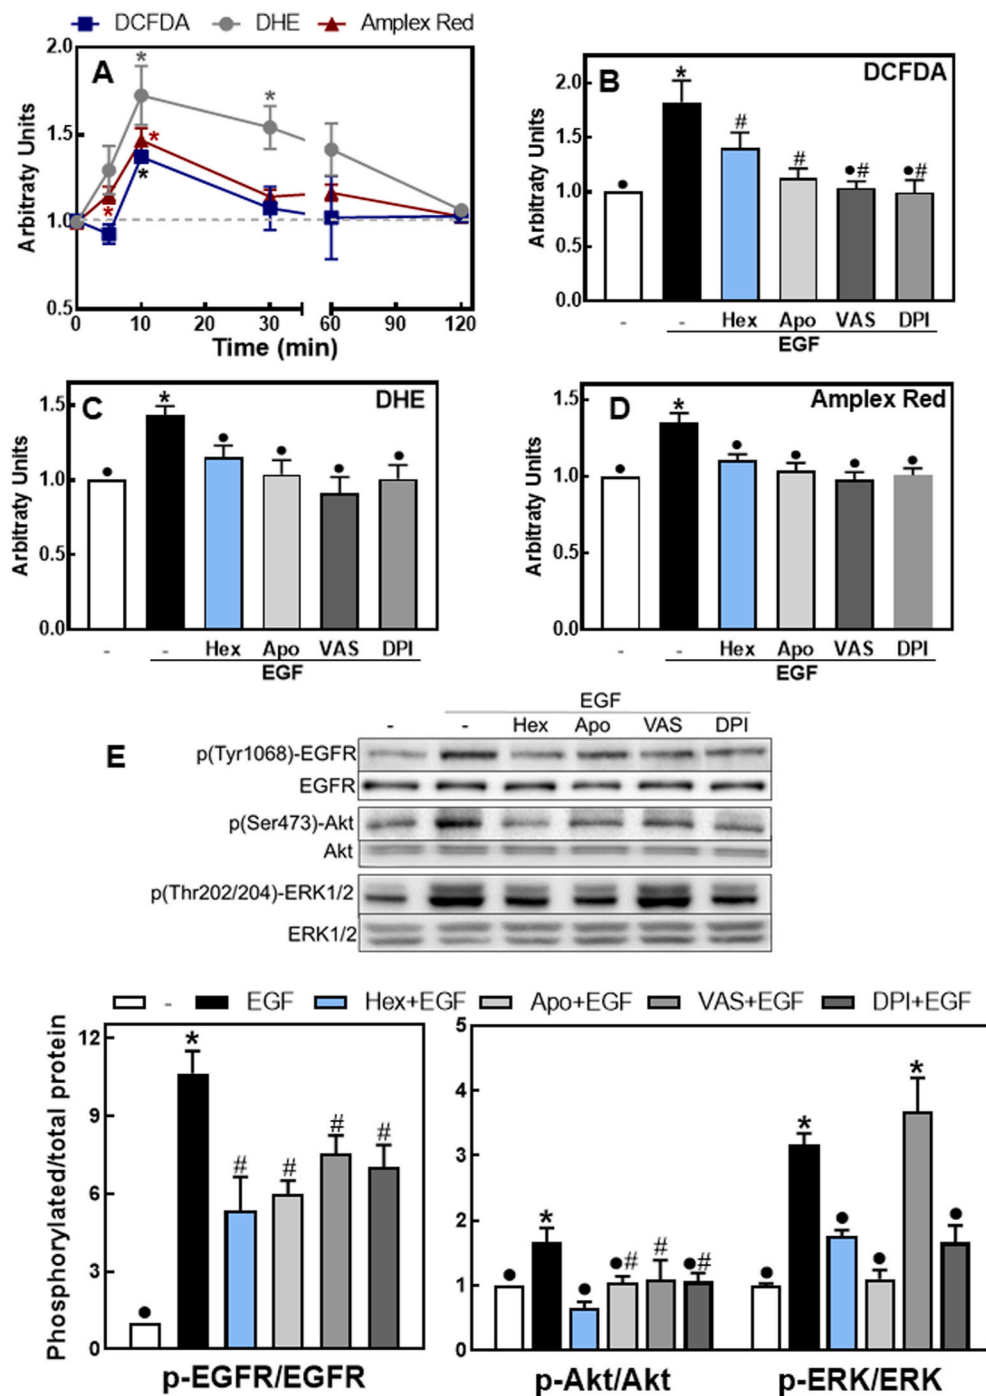 DCFDA DHE Amplex Red
A
2.0
1.5
1.0
0.5
Arbitraty Units
* * * * *
0 10 20 30 60 90 120
Time (min)
B DCFDA
2.0
1.5
1.0
0.5
0.0
Arbitraty Units
● * # # ●# ●#
- - Hex Apo VAS DPI
EGF
C DHE
1.5
1.0
0.5
0.0
Arbitraty Units
● * ● ● ● ●
- - Hex Apo VAS DPI
EGF
D Amplex Red
1.5
1.0
0.5
0.0
Arbitraty Units
● * ● ● ● ●
- - Hex Apo VAS DPI
EGF
E
EGF
- - Hex Apo VAS DPI
p(Tyr1068)-EGFR
EGFR
p(Ser473)-Akt
Akt
p(Thr202/204)-ERK1/2
ERK1/2
- EGF Hex+EGF Apo+EGF VAS+EGF DPI+EGF
Phosphorylated/total protein
12
9
6
3
0
● * # # # #
p-EGFR/EGFR
5
4
3
2
1
0
● * ● ●# # ●#
p-Akt/Akt
● * ● ● * ●
p-ERK/ERK